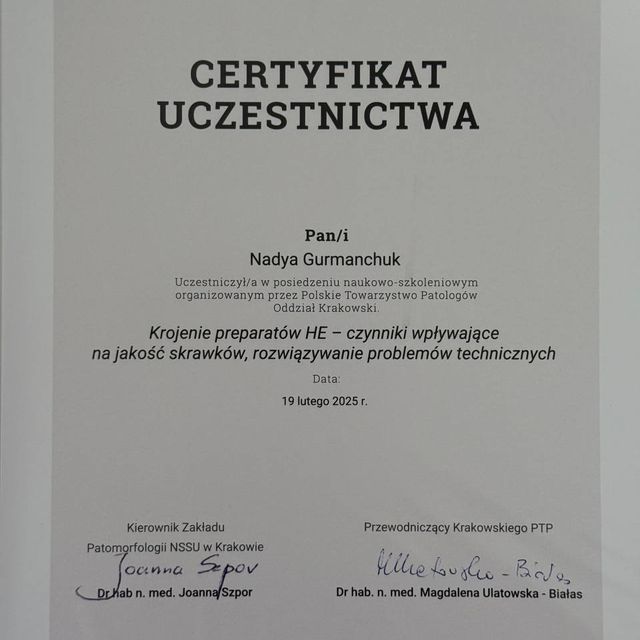 CERTYFIKAT
UCZESTNICTWA
Pan/i
Nadya Gurmanchuk
Uczestniczył/a w posiedzeniu naukowo-szkoleniowym
organizowanym przez Polskie Towarzystwo Patologów
Oddział Krakowski.
Krojenie preparatów HE – czynniki wpływające
na jakość skrawków, rozwiązywanie problemów technicznych
Data:
19 lutego 2025 r.
Kierownik Zakładu
Patomorfologii NSSU w Krakowie
Joanna Szpor
Dr hab n. med. Joanna Szpor
Przewodniczący Krakowskiego PTP
Dr hab. n. med. Magdalena Ulatowska - Białas